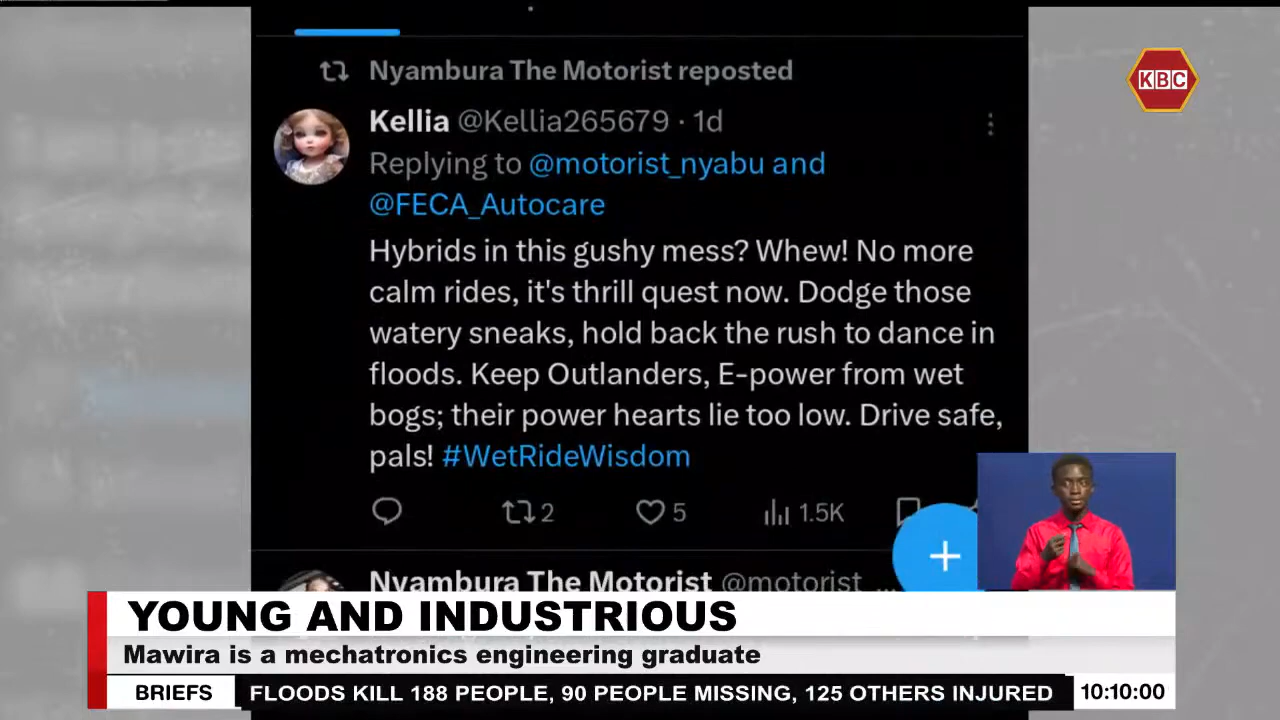 Nyambura The Motorist reposted
KBC
Kellia @Kellia265679 · 1d
Replying to @motorist_nyabu and
@FECA_Autocare
Hybrids in this gushy mess? Whew! No more
calm rides, it's thrill quest now. Dodge those
watery sneaks, hold back the rush to dance in
floods. Keep Outlanders, E-power from wet
bogs; their power hearts lie too low. Drive safe,
pals! #WetRideWisdom
2 5 1.5K
Nyambura The Motorist @motorist_...
YOUNG AND INDUSTRIOUS
Mawira is a mechatronics engineering graduate
BRIEFS FLOODS KILL 188 PEOPLE, 90 PEOPLE MISSING, 125 OTHERS INJURED 10:10:00